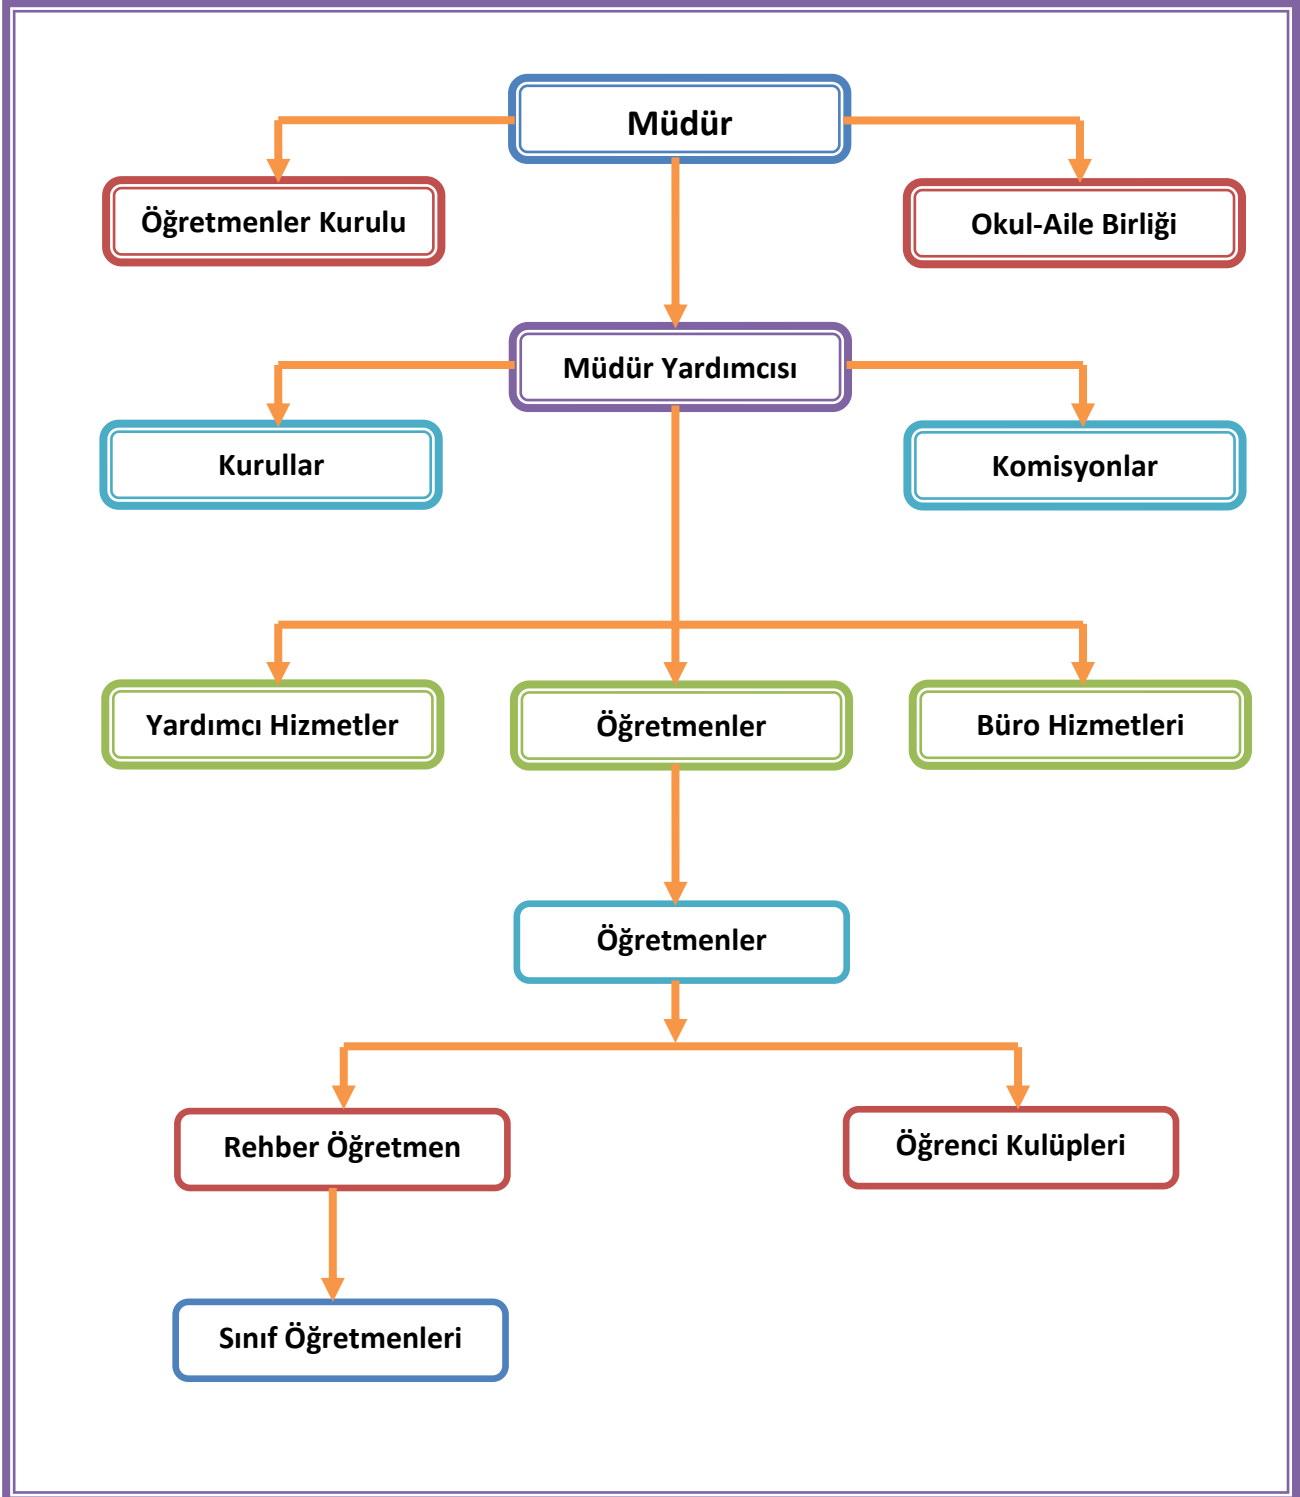 Müdür
Öğretmenler Kurulu
Okul-Aile Birliği
Müdür Yardımcısı
Kurullar
Komisyonlar
Yardımcı Hizmetler
Öğretmenler
Büro Hizmetleri
Öğretmenler
Rehber Öğretmen
Öğrenci Kulüpleri
Sınıf Öğretmenleri